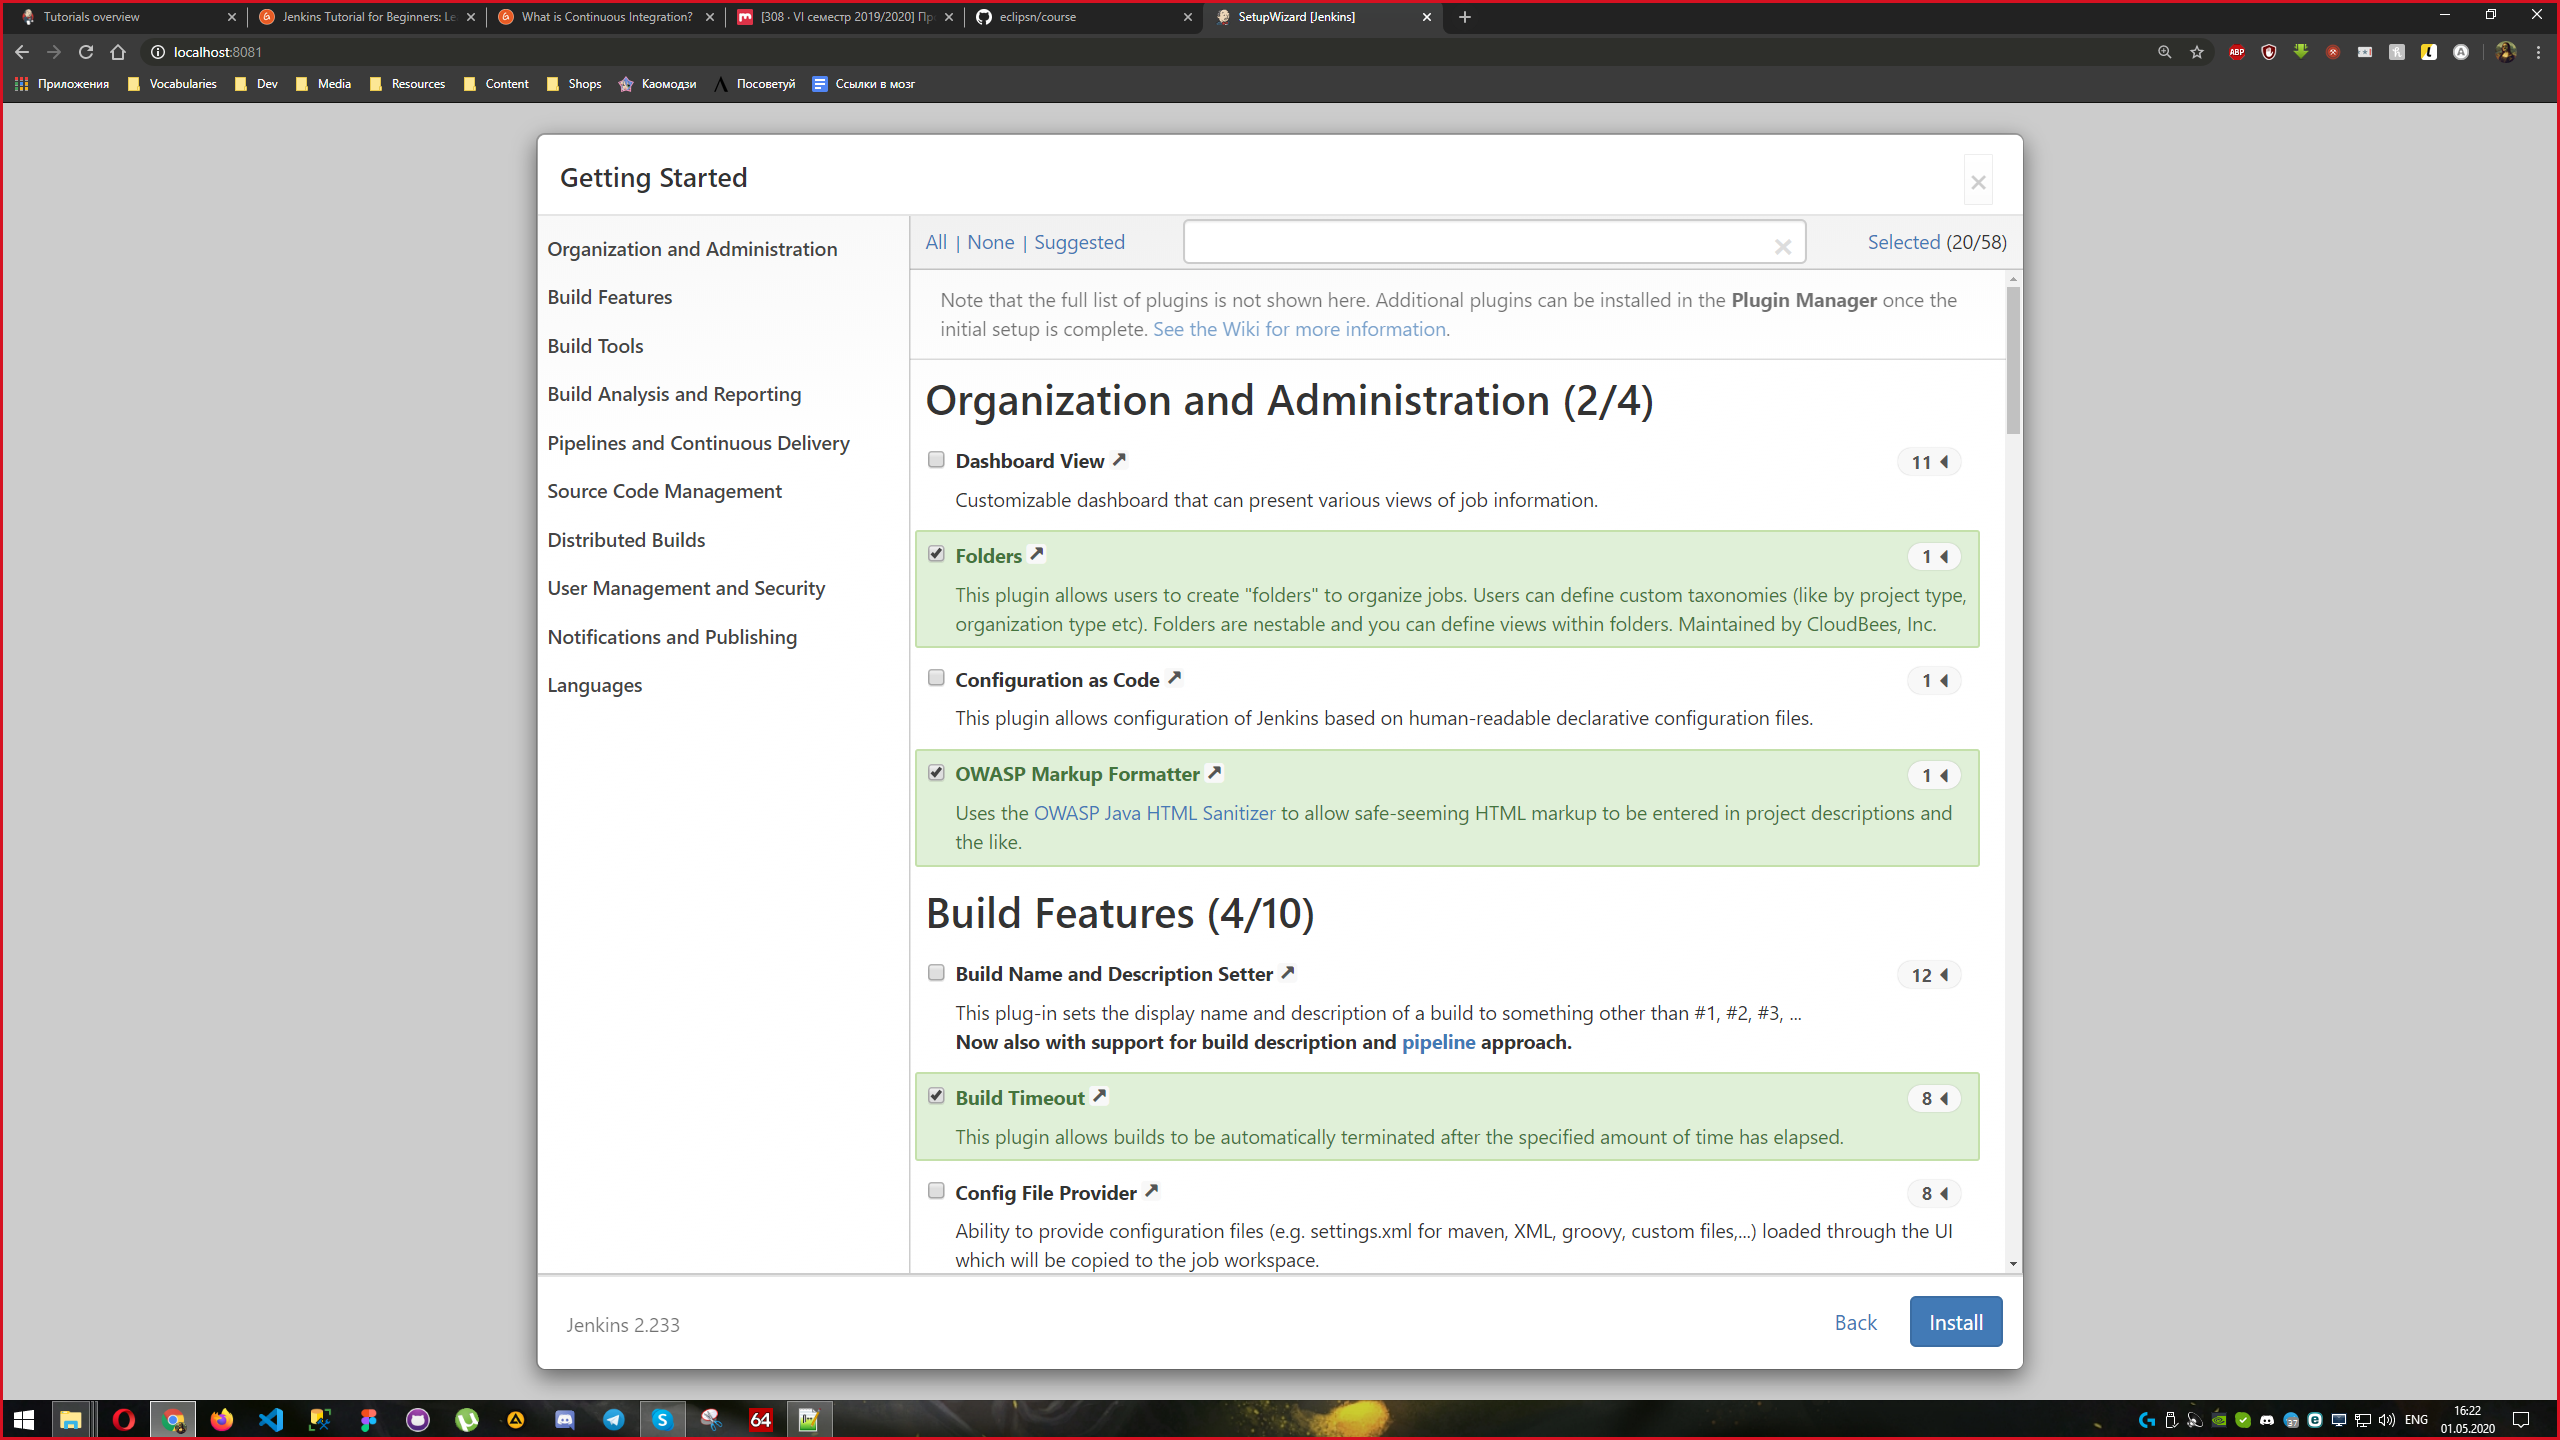 Tutorials overview
Jenkins Tutorial for Beginners: Le
What is Continuous Integration?
[308 · VI семестр 2019/2020] Пр
eclipsn/course
SetupWizard [Jenkins]
localhost:8081
ABP
Приложения
Vocabularies
Dev
Media
Resources
Content
Shops
Каомодзи
Посоветуй
Ссылки в мозг
Getting Started
Organization and Administration
Build Features
Build Tools
Build Analysis and Reporting
Pipelines and Continuous Delivery
Source Code Management
Distributed Builds
User Management and Security
Notifications and Publishing
Languages
All | None | Suggested
Selected (20/58)
Note that the full list of plugins is not shown here. Additional plugins can be installed in the Plugin Manager once the
initial setup is complete. See the Wiki for more information.
Organization and Administration (2/4)
Dashboard View
11
Customizable dashboard that can present various views of job information.
Folders
1
This plugin allows users to create "folders" to organize jobs. Users can define custom taxonomies (like by project type,
organization type etc). Folders are nestable and you can define views within folders. Maintained by CloudBees, Inc.
Configuration as Code
1
This plugin allows configuration of Jenkins based on human-readable declarative configuration files.
OWASP Markup Formatter
1
Uses the OWASP Java HTML Sanitizer to allow safe-seeming HTML markup to be entered in project descriptions and
the like.
Build Features (4/10)
Build Name and Description Setter
12
This plug-in sets the display name and description of a build to something other than #1, #2, #3, ...
Now also with support for build description and pipeline approach.
Build Timeout
8
This plugin allows builds to be automatically terminated after the specified amount of time has elapsed.
Config File Provider
8
Ability to provide configuration files (e.g. settings.xml for maven, XML, groovy, custom files,...) loaded through the UI
which will be copied to the job workspace.
Jenkins 2.233
Back
Install
64
37
ENG
16:22
01.05.2020